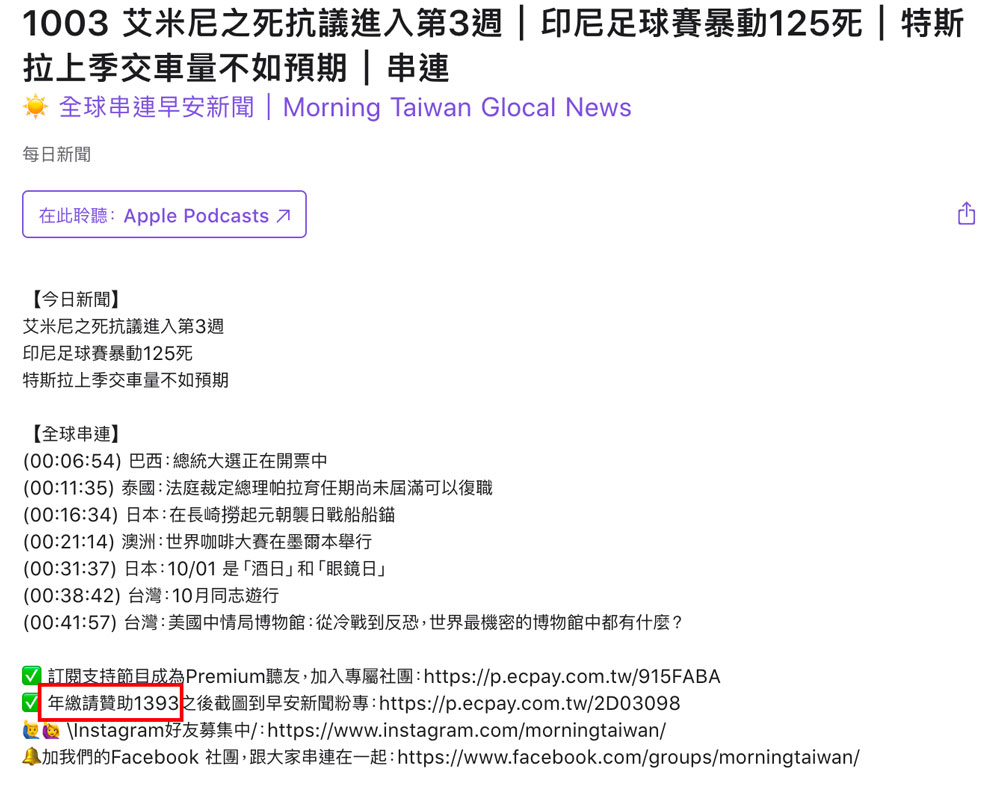 1003 艾米尼之死抗議進入第3週 | 印尼足球賽暴動125死 | 特斯
拉上季交車量不如預期 | 串連
☀️ 全球串連早安新聞 | Morning Taiwan Glocal News
每日新聞
在此聆聽：Apple Podcasts ↗
【今日新聞】
艾米尼之死抗議進入第3週
印尼足球賽暴動125死
特斯拉上季交車量不如預期
【全球串連】
(00:06:54) 巴西：總統大選正在開票中
(00:11:35) 泰國：法庭裁定總理帕拉育任期尚未屆滿可以復職
(00:16:34) 日本：在長崎撈起元朝襲日戰船船錨
(00:21:14) 澳洲：世界咖啡大賽在墨爾本舉行
(00:31:37) 日本：10/01 是「酒日」和「眼鏡日」
(00:38:42) 台灣：10月同志遊行
(00:41:57) 台灣：美國中情局博物館：從冷戰到反恐，世界最機密的博物館中都有什麼？
✅ 訂閱支持節目成為Premium聽友，加入專屬社團：https://p.ecpay.com.tw/915FABA
✅ 年繳請贊助1393之後截圖到早安新聞粉專：https://p.ecpay.com.tw/2D03098
🙋‍♂️🙋‍♀️ \Instagram好友募集中/：https://www.instagram.com/morningtaiwan/
🔔加我們的Facebook 社團，跟大家串連在一起：https://www.facebook.com/groups/morningtaiwan/